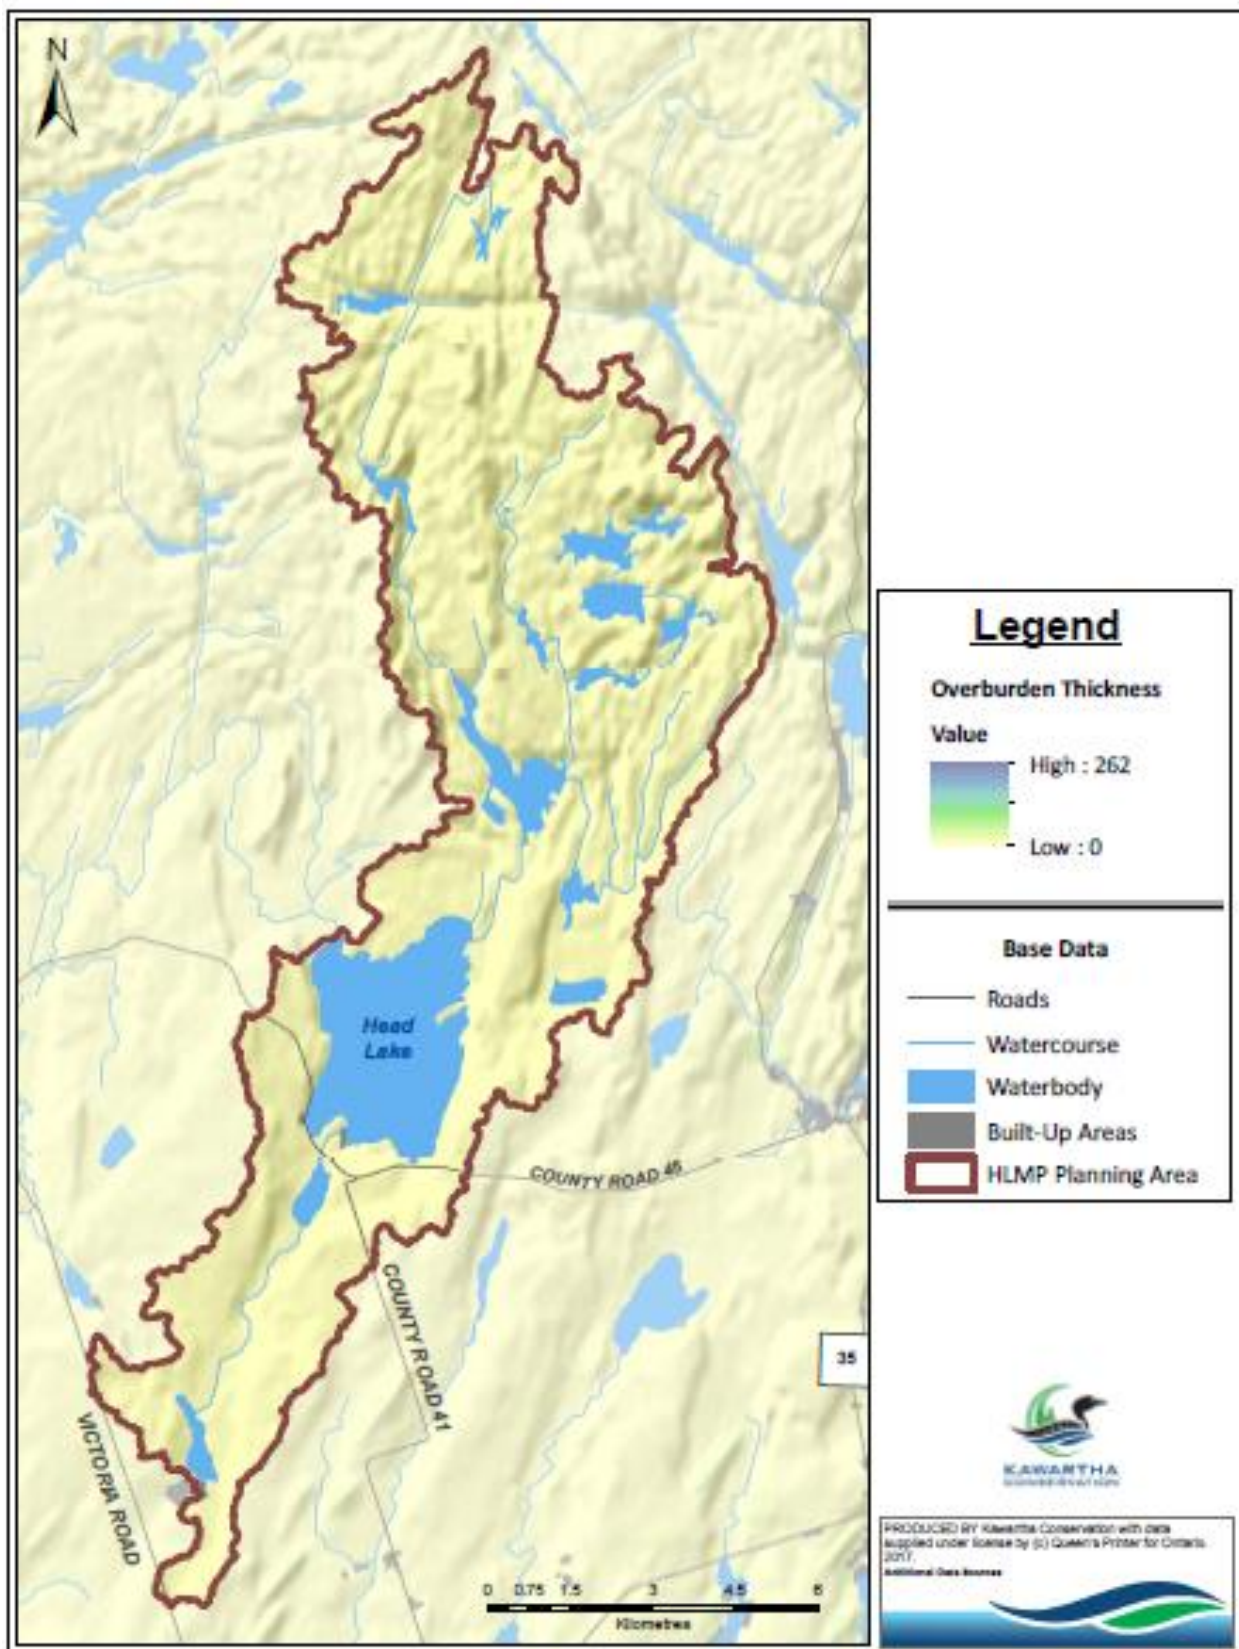 N
Head
Lake
COUNTY ROAD 45
COUNTY ROAD 41
VICTORIA ROAD
35
0 0.75 1.5 3 4.5 6
Kilometres
Legend
Overburden Thickness
Value
High : 262
Low : 0
Base Data
Roads
Watercourse
Waterbody
Built-Up Areas
HLMP Planning Area
KAWARTHA
CONSERVATION
PRODUCED BY Kawartha Conservation with data
supplied under license by (c) Queen's Printer for Ontario.
2017.
Additional Data Sources